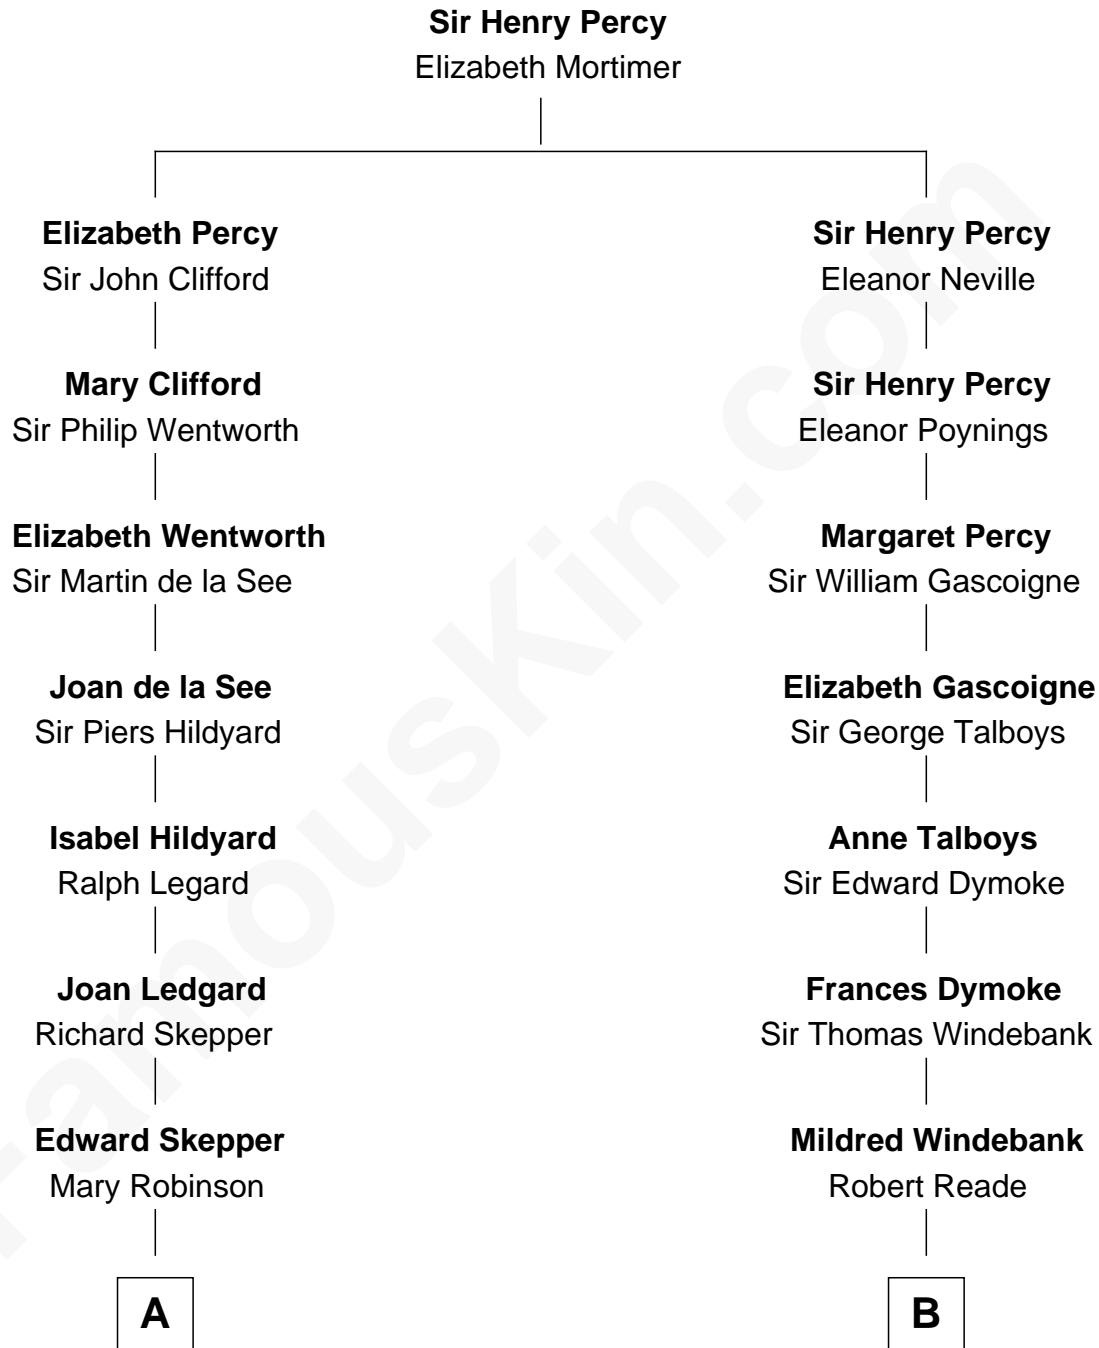 Sir Henry Percy
Elizabeth Mortimer
Elizabeth Percy
Sir John Clifford
Sir Henry Percy
Eleanor Neville
Mary Clifford
Sir Philip Wentworth
Sir Henry Percy
Eleanor Poynings
Elizabeth Wentworth
Sir Martin de la See
Margaret Percy
Sir William Gascoigne
Joan de la See
Sir Piers Hildyard
Elizabeth Gascoigne
Sir George Talboys
Isabel Hildyard
Ralph Legard
Anne Talboys
Sir Edward Dymoke
Joan Ledgard
Richard Skepper
Frances Dymoke
Sir Thomas Windebank
Edward Skepper
Mary Robinson
Mildred Windebank
Robert Reade
A
B
FamousKin.com